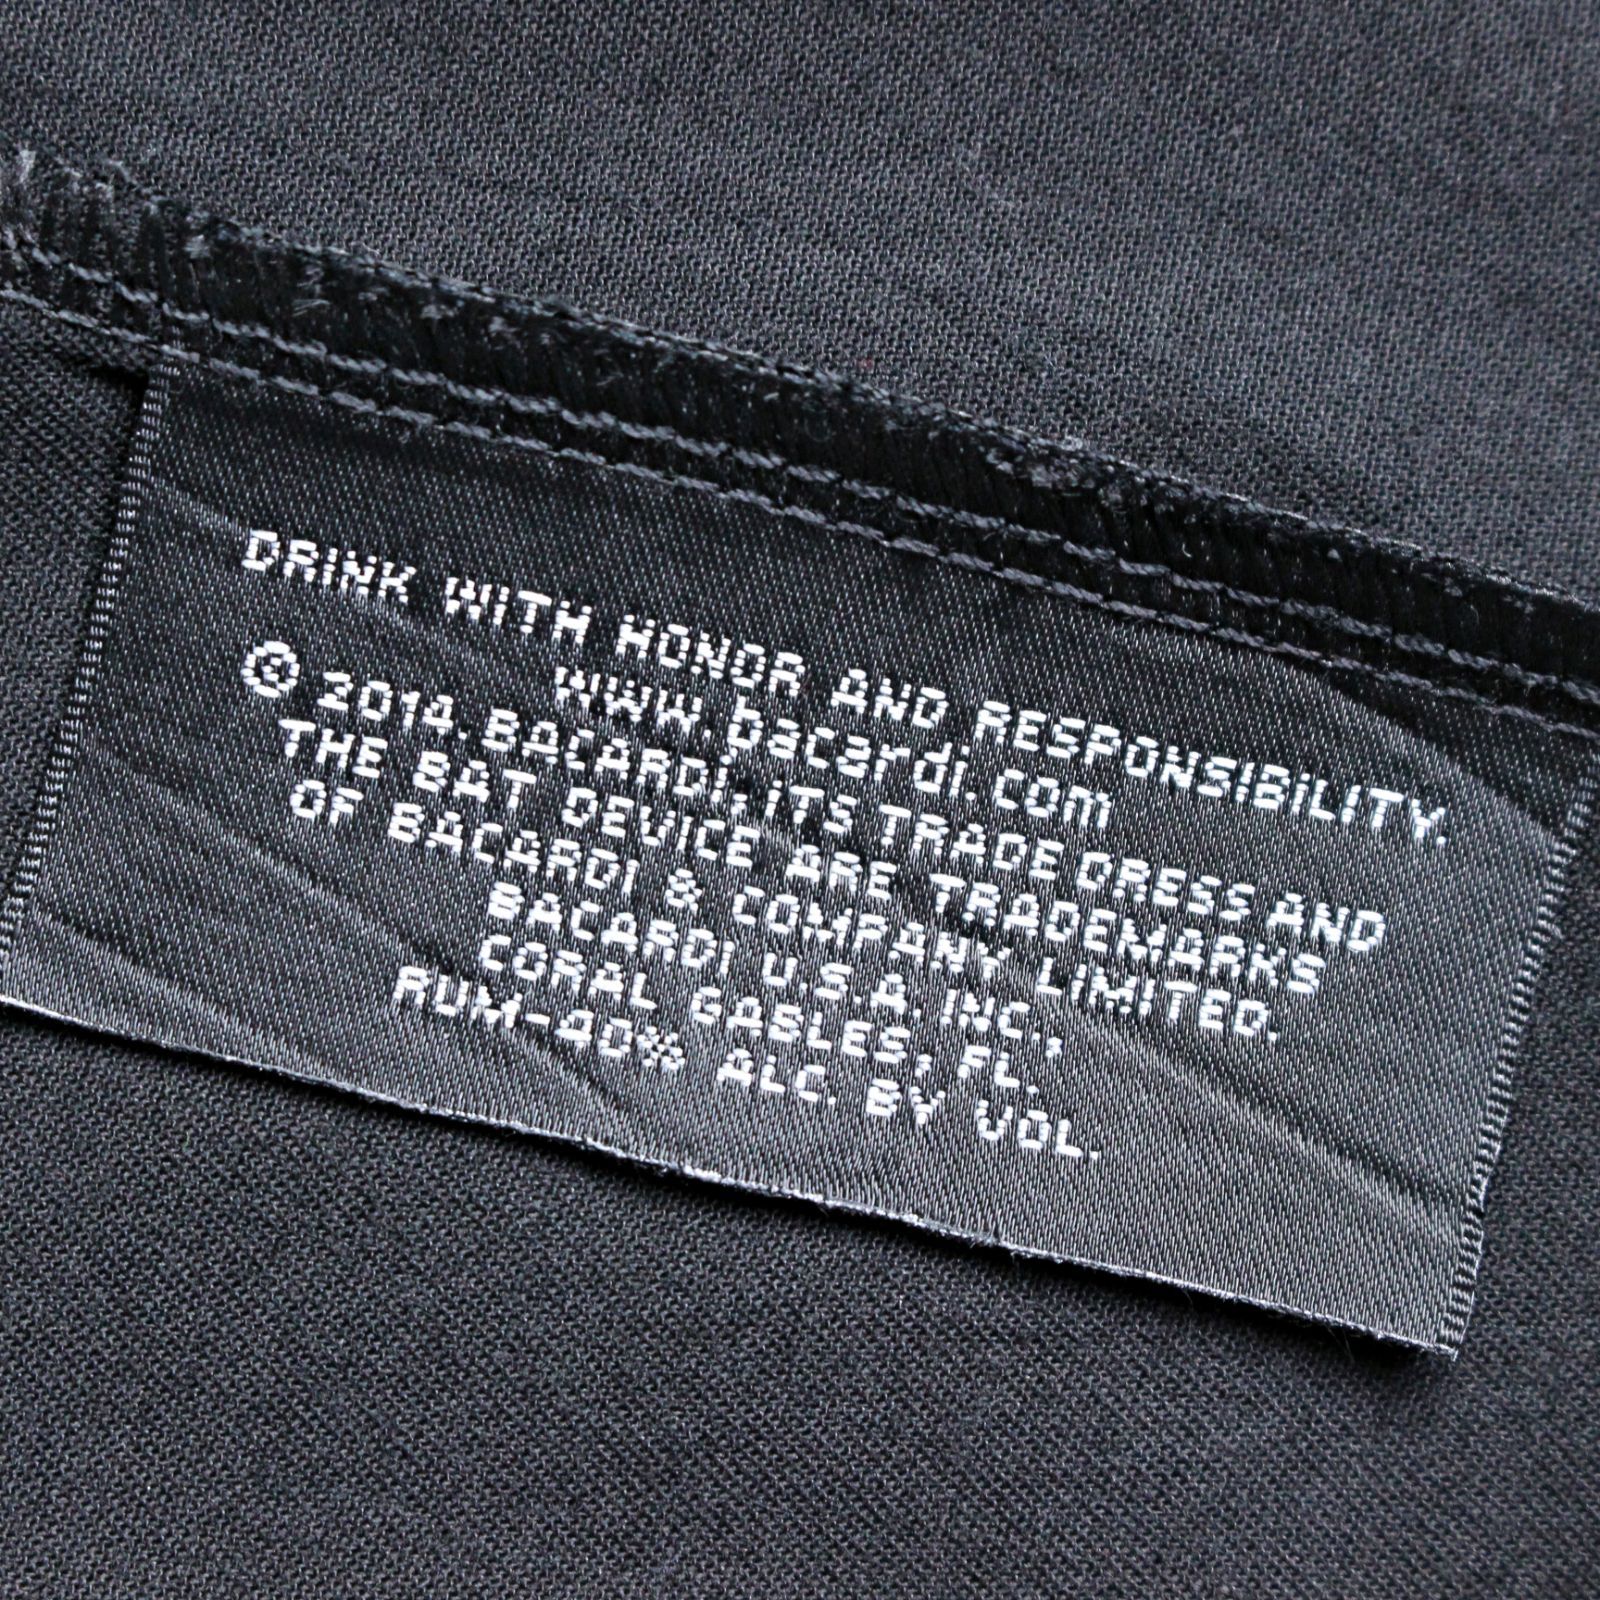 DRINK WITH HONOR AND RESPONSIBILITY.
www.bacardi.com
© 2014. BACARDI, ITS TRADE DRESS AND
THE BAT DEVICE ARE TRADEMARKS
OF BACARDI & COMPANY LIMITED.
BACARDI U.S.A. INC.,
CORAL GABLES, FL.
RUM-40% ALC. BY VOL.